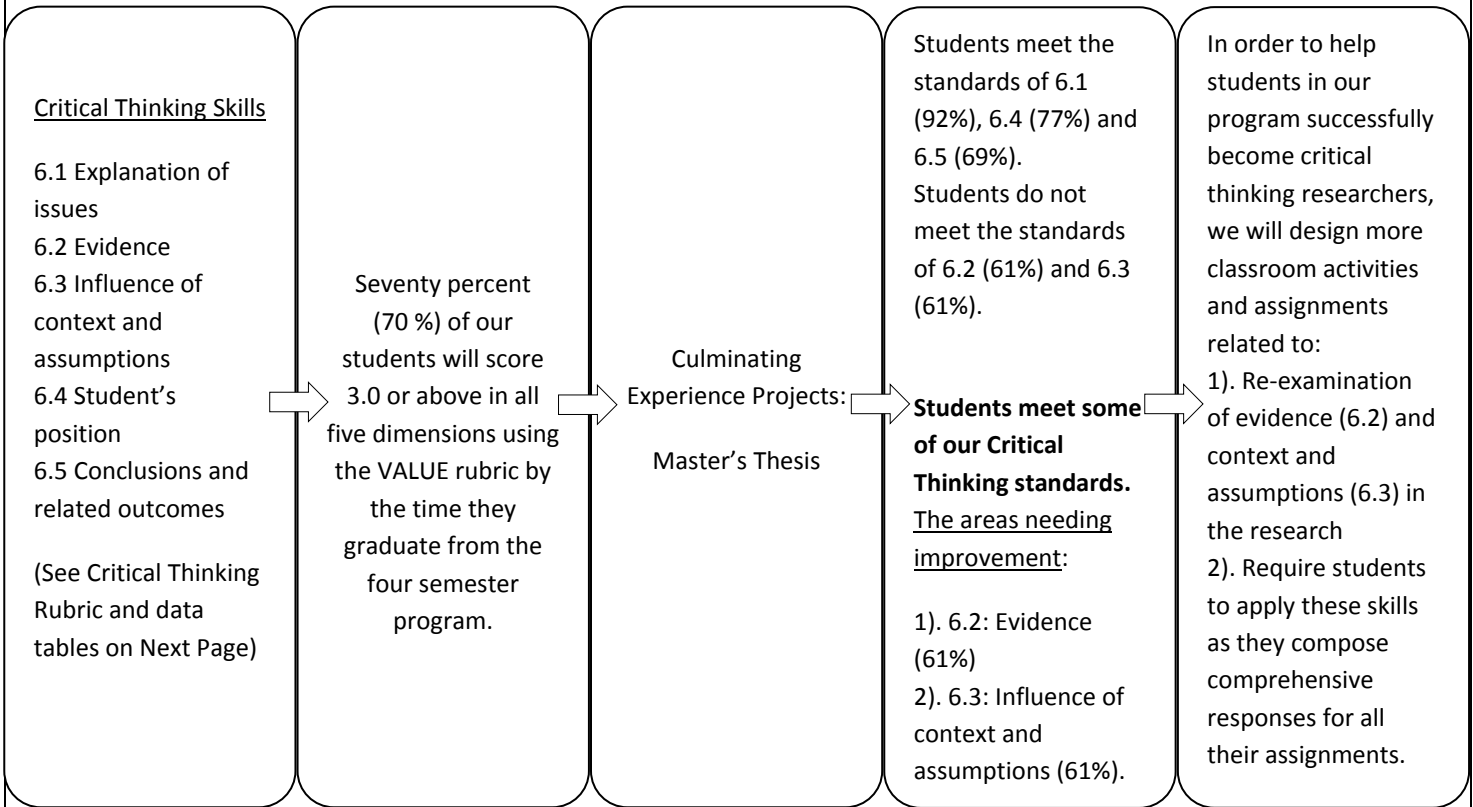 Critical Thinking Skills
6.1 Explanation of
issues
6.2 Evidence
6.3 Influence of
context and
assumptions
6.4 Student’s
position
6.5 Conclusions and
related outcomes
(See Critical Thinking
Rubric and data
tables on Next Page)
Seventy percent
(70 %) of our
students will score
3.0 or above in all
five dimensions using
the VALUE rubric by
the time they
graduate from the
four semester
program.
Culminating
Experience Projects:
Master’s Thesis
Students meet the
standards of 6.1
(92%), 6.4 (77%) and
6.5 (69%).
Students do not
meet the standards
of 6.2 (61%) and 6.3
(61%).
Students meet some
of our Critical
Thinking standards.
The areas needing
improvement:
1). 6.2: Evidence
(61%)
2). 6.3: Influence of
context and
assumptions (61%).
In order to help
students in our
program successfully
become critical
thinking researchers,
we will design more
classroom activities
and assignments
related to:
1). Re-examination
of evidence (6.2) and
context and
assumptions (6.3) in
the research
2). Require students
to apply these skills
as they compose
comprehensive
responses for all
their assignments.